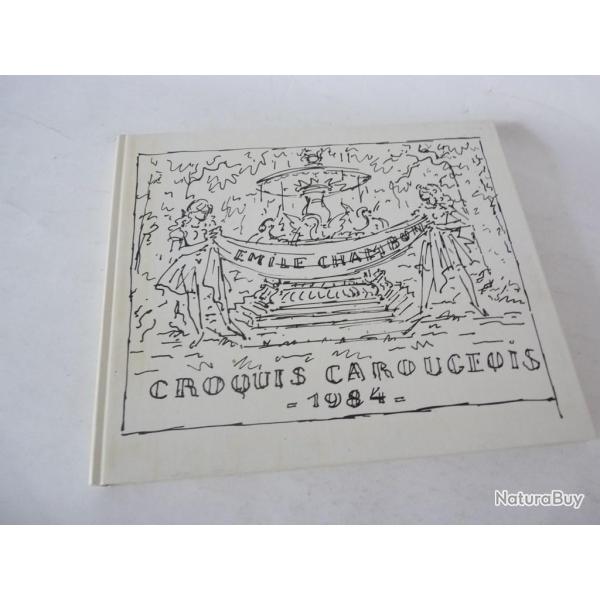 EMILE CHAMBON
CROQUIS CAROUGEOIS
- 1984 -
NaturaBuy